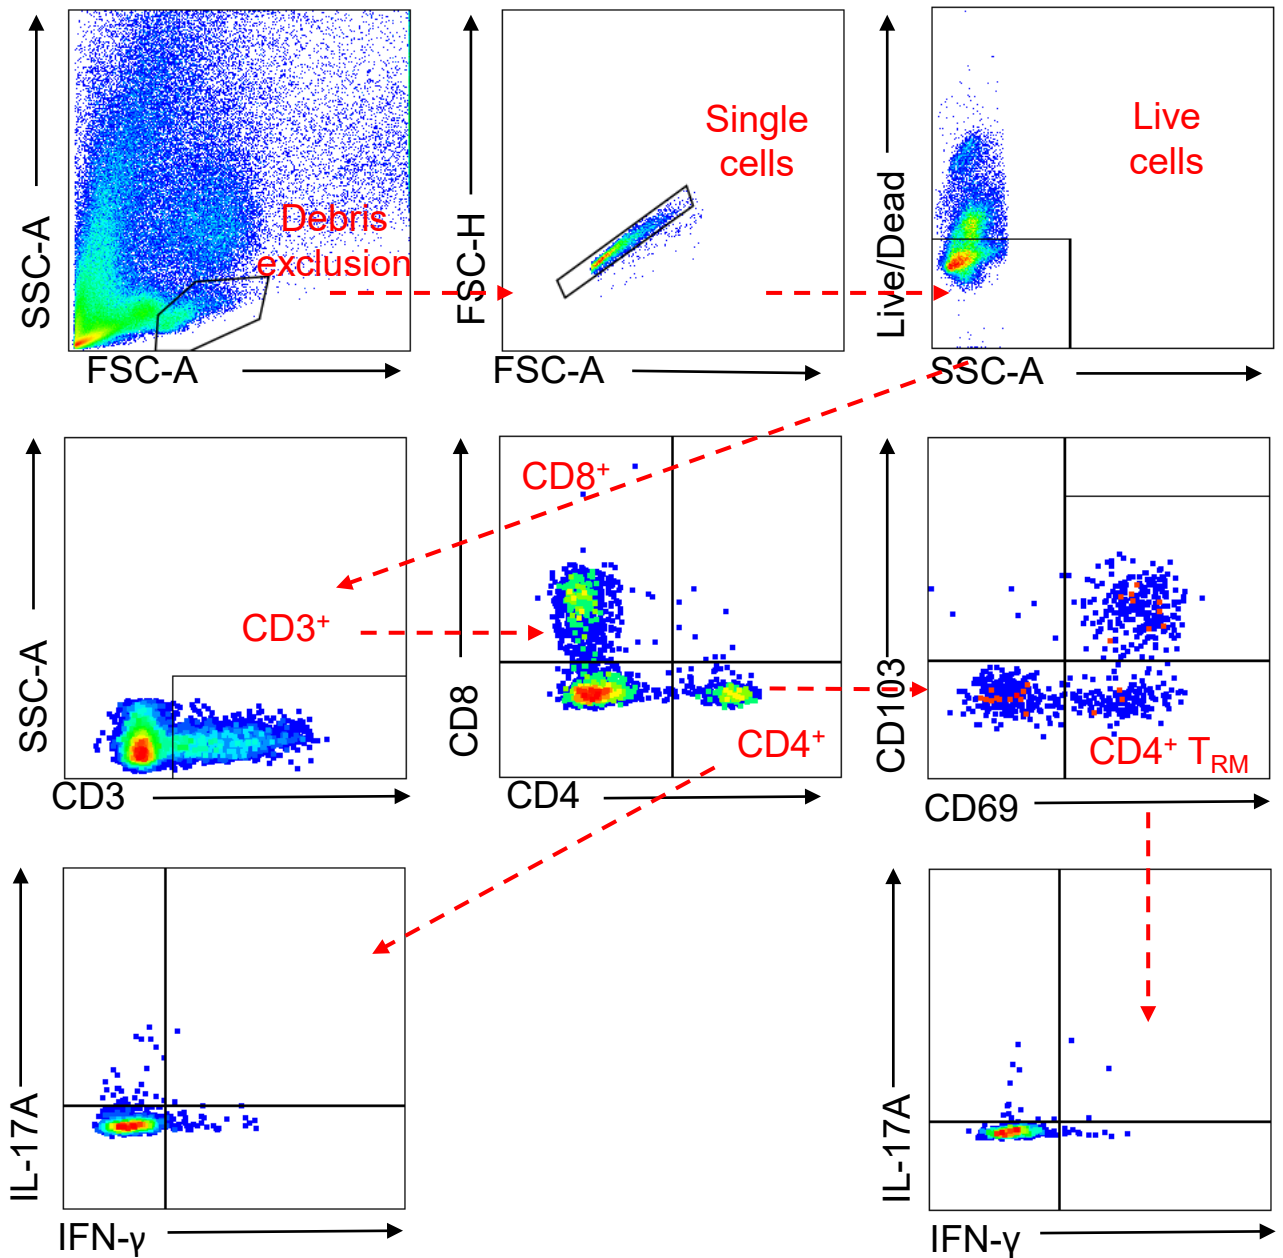 SSC-A
Debris
exclusion
FSC-A
FSC-H
Single
cells
FSC-A
Live/Dead
Live
cells
SSC-A
SSC-A
CD3⁺
CD3
CD8
CD8⁺
CD4⁺
CD4
CD103
CD4⁺ T_RM
CD69
IL-17A
IFN-γ
IL-17A
IFN-γ